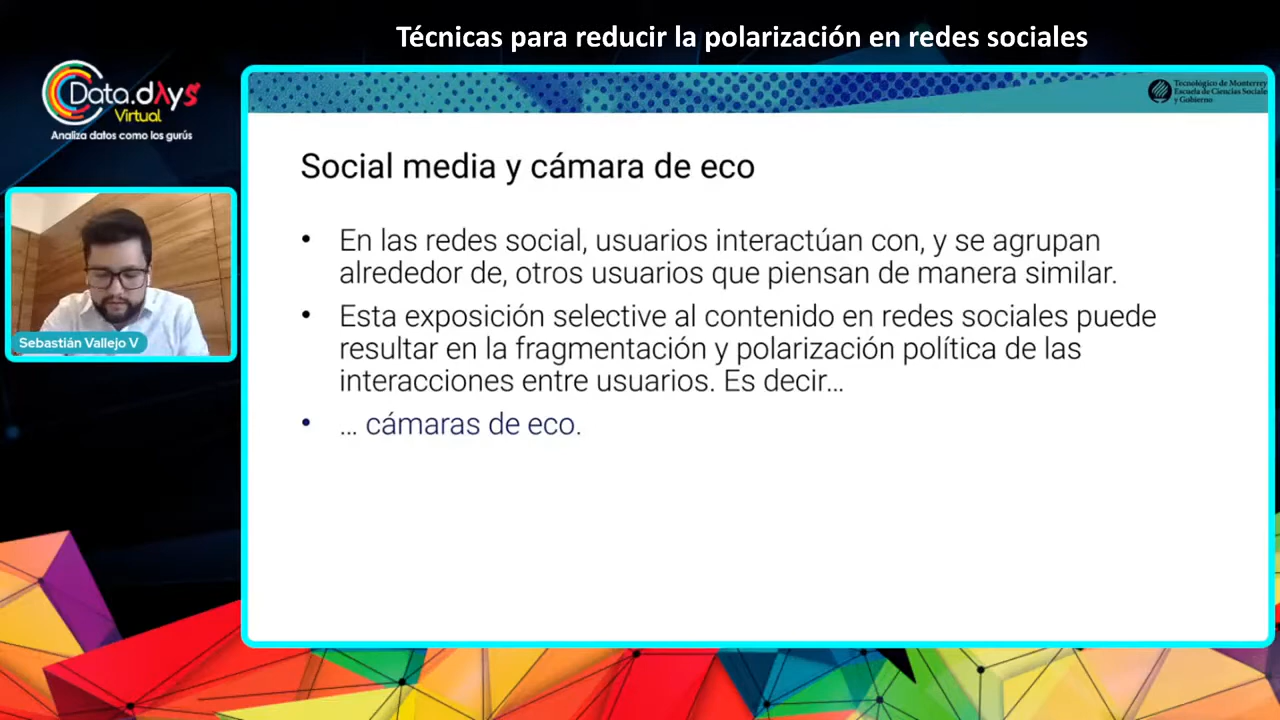 Técnicas para reducir la polarización en redes sociales
Data.dAys
Virtual
Analiza datos como los gurús
Tecnológico de Monterrey
Escuela de Ciencias Sociales
y Gobierno
Social media y cámara de eco
• En las redes social, usuarios interactúan con, y se agrupan
alrededor de, otros usuarios que piensan de manera similar.
• Esta exposición selective al contenido en redes sociales puede
resultar en la fragmentación y polarización política de las
interacciones entre usuarios. Es decir…
• … cámaras de eco.
Sebastián Vallejo V